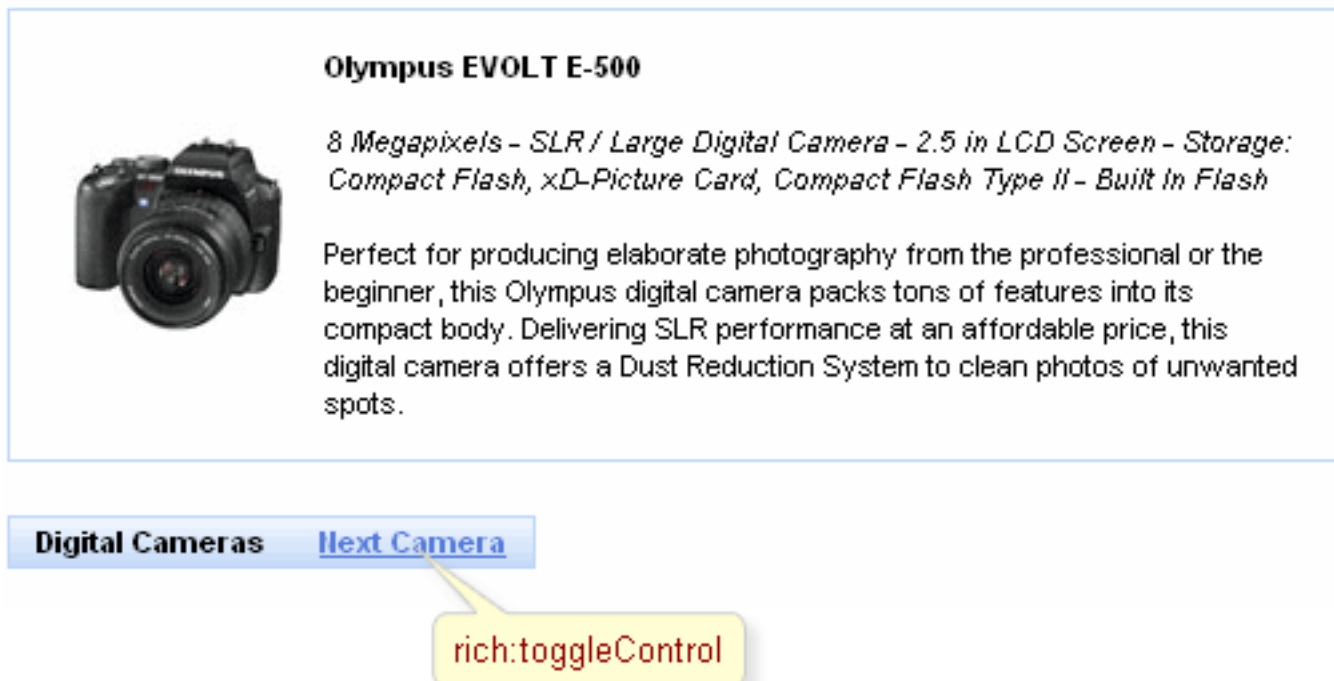 Olympus EVOLT E-500
8 Megapixels - SLR / Large Digital Camera - 2.5 in LCD Screen - Storage:
Compact Flash, xD-Picture Card, Compact Flash Type II - Built In Flash
OLYMPUS
Perfect for producing elaborate photography from the professional or the
beginner, this Olympus digital camera packs tons of features into its
compact body. Delivering SLR performance at an affordable price, this
digital camera offers a Dust Reduction System to clean photos of unwanted
spots.
Digital Cameras Next Camera
rich:toggleControl